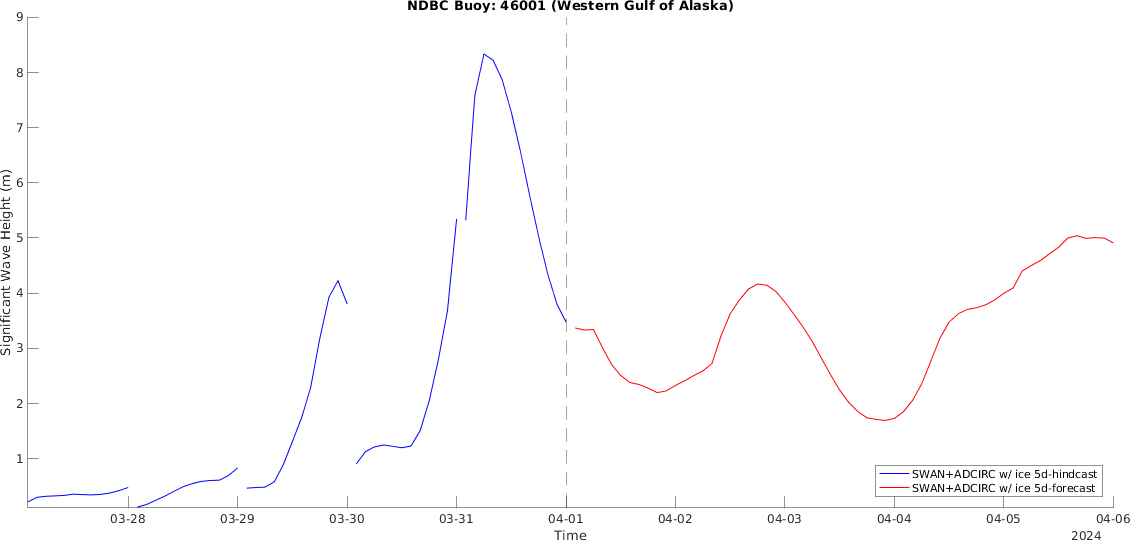 NDBC Buoy: 46001 (Western Gulf of Alaska)
9
8
7
6
5
4
3
2
1
Significant Wave Height (m)
SWAN+ADCIRC w/ ice 5d-hindcast
SWAN+ADCIRC w/ ice 5d-forecast
03-28 03-29 03-30 03-31 04-01 04-02 04-03 04-04 04-05 04-06
Time
2024